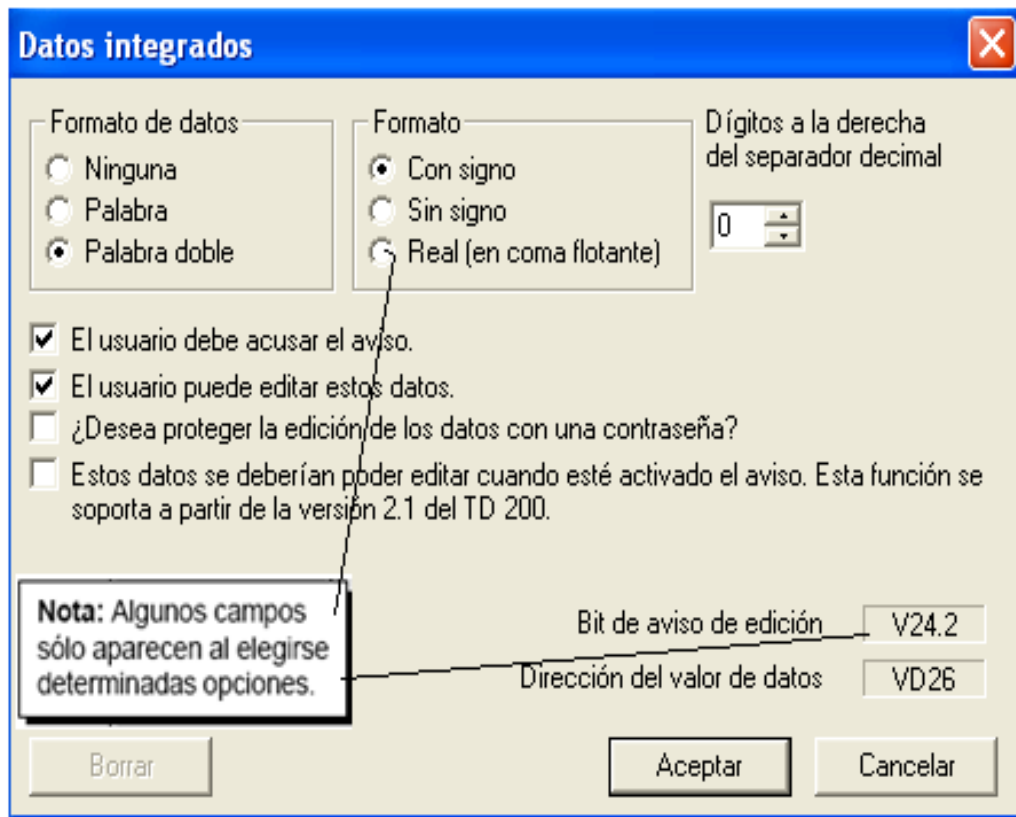 Datos integrados
Formato de datos
Ninguna
Palabra
Palabra doble
Formato
Con signo
Sin signo
Real (en coma flotante)
Dígitos a la derecha
del separador decimal
0
El usuario debe acusar el aviso.
El usuario puede editar estos datos.
¿Desea proteger la edición de los datos con una contraseña?
Estos datos se deberían poder editar cuando esté activado el aviso. Esta función se
soporta a partir de la versión 2.1 del TD 200.
Nota: Algunos campos
sólo aparecen al elegirse
determinadas opciones.
Bit de aviso de edición V24.2
Dirección del valor de datos VD26
Borrar Aceptar Cancelar